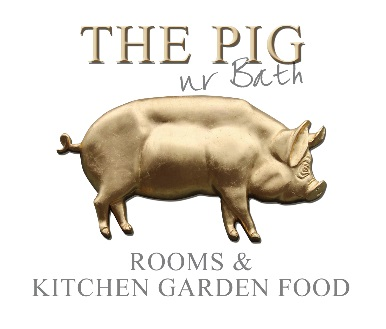 THE PIG
nr Bath
ROOMS &
KITCHEN GARDEN FOOD